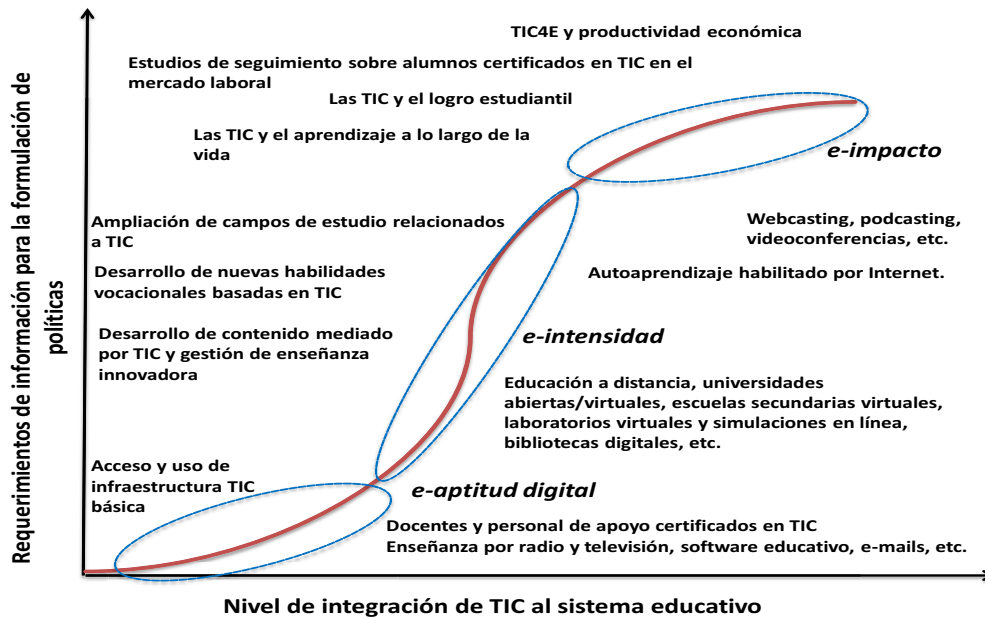 TIC4E y productividad económica
Estudios de seguimiento sobre alumnos certificados en TIC en el
mercado laboral
Las TIC y el logro estudiantil
Las TIC y el aprendizaje a lo largo de la
vida
e-impacto
Ampliación de campos de estudio relacionados
a TIC
Webcasting, podcasting,
videoconferencias, etc.
Desarrollo de nuevas habilidades
vocacionales basadas en TIC
Autoaprendizaje habilitado por Internet.
Desarrollo de contenido mediado
por TIC y gestión de enseñanza
innovadora
e-intensidad
Educación a distancia, universidades
abiertas/virtuales, escuelas secundarias virtuales,
laboratorios virtuales y simulaciones en línea,
bibliotecas digitales, etc.
Acceso y uso de
infraestructura TIC
básica
e-aptitud digital
Docentes y personal de apoyo certificados en TIC
Enseñanza por radio y televisión, software educativo, e-mails, etc.
Requerimientos de información para la formulación de
políticas
Nivel de integración de TIC al sistema educativo